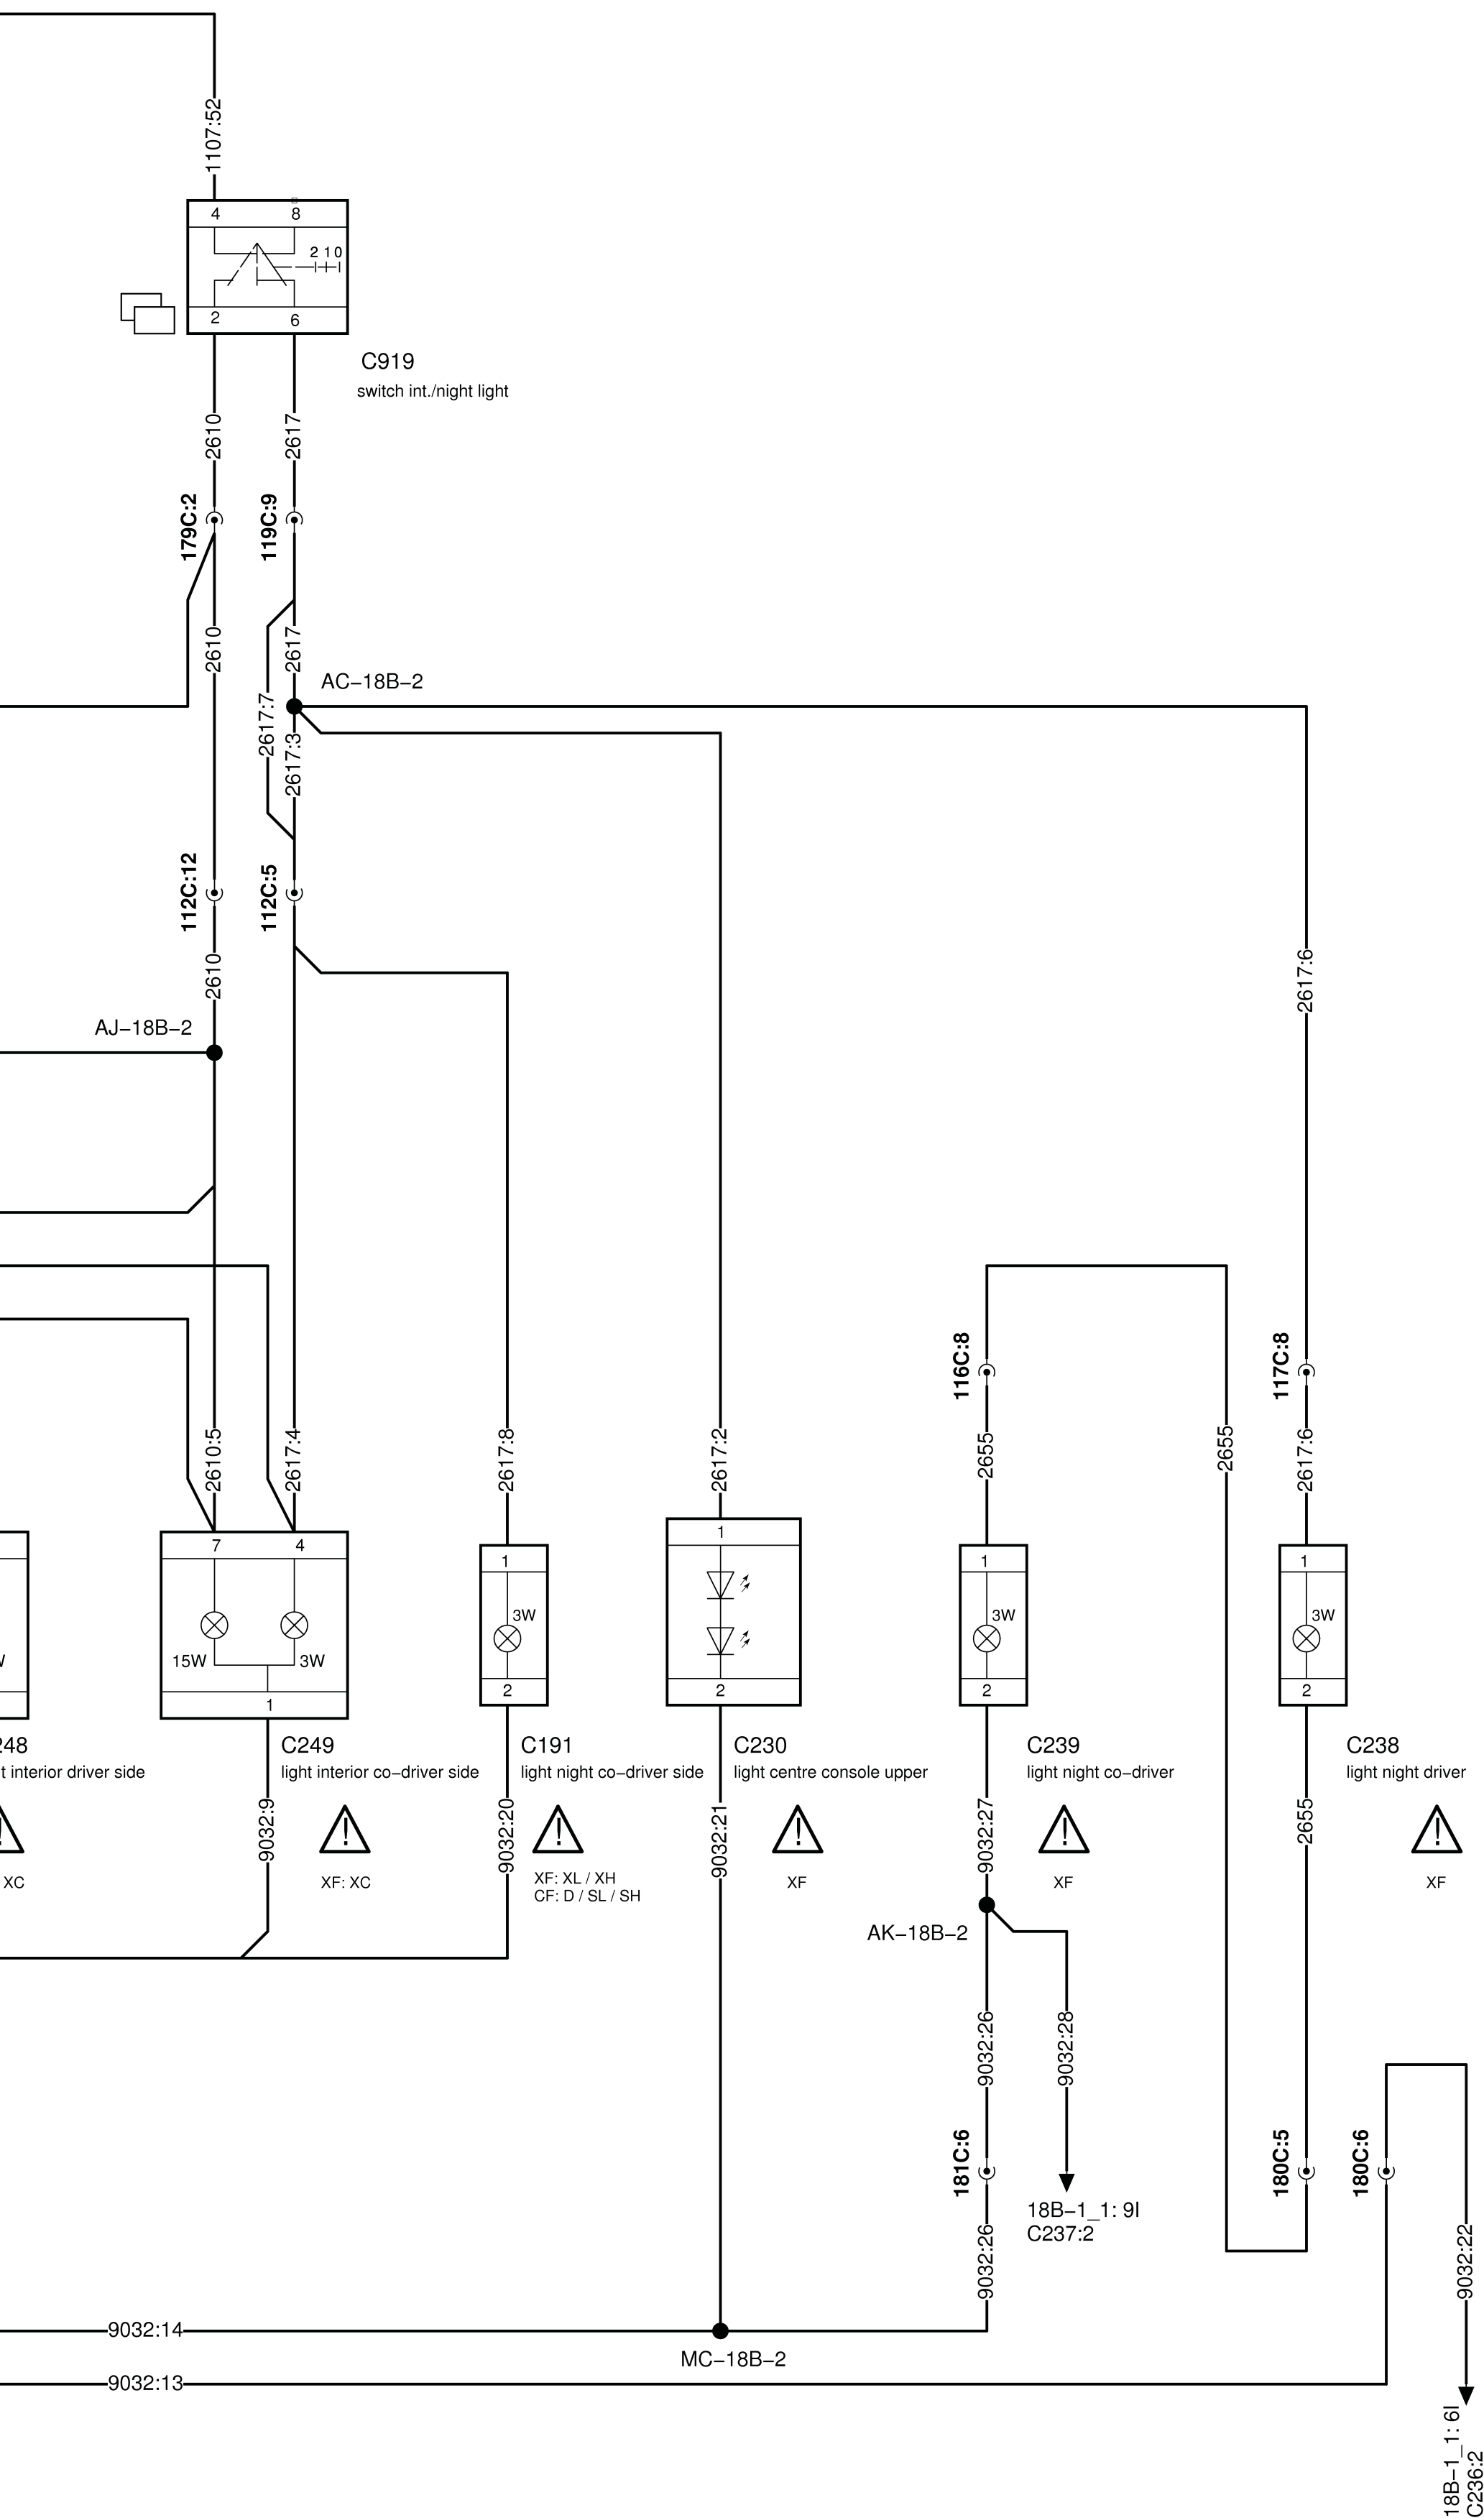 1107:52
4 8
2 1 0
2 6
C919
switch int./night light
2610
2617
179C:2
119C:9
2610
2617
AC-18B-2
2617:7
2617:3
112C:12
112C:5
2610
2617:6
AJ-18B-2
116C:8
117C:8
2610:5
2617:4
2617:8
2617:2
2655
2655
2617:6
7 4
1
1
1
1
3W
3W
3W
15W 3W
1
2
2
2
2
248
t interior driver side
XC
C249
light interior co-driver side
XF: XC
C191
light night co-driver side
XF: XL / XH
CF: D / SL / SH
C230
light centre console upper
XF
C239
light night co-driver
XF
C238
light night driver
XF
9032:9
9032:20
9032:21
9032:27
2655
AK-18B-2
9032:26
9032:28
181C:6
180C:5
180C:6
18B-1_1: 9I
C237:2
9032:26
9032:22
9032:14
MC-18B-2
9032:13
18B-1_1: 6I
C236:2